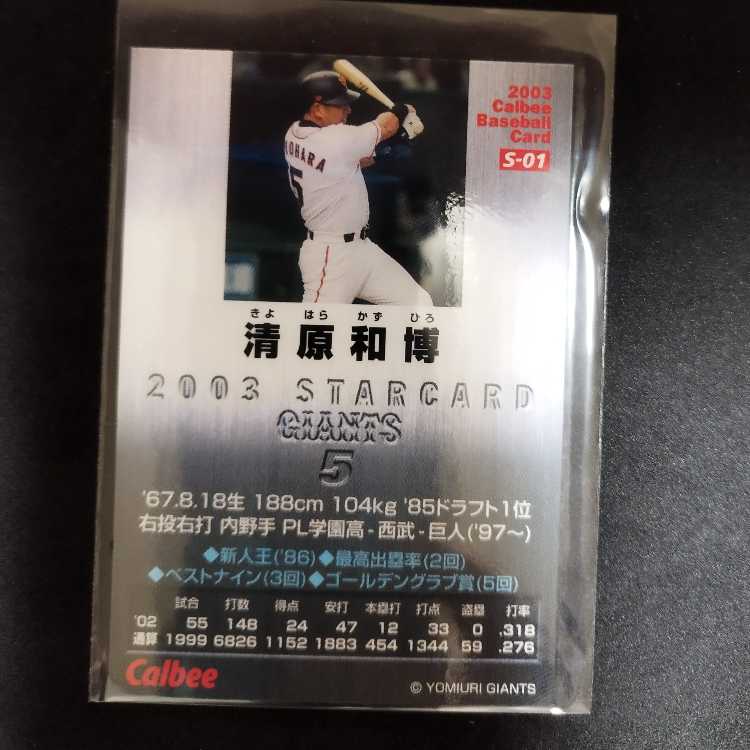 2003
Calbee
Baseball
Card
S-01
OHARA
5
きよ はら かず ひろ
清原和博
2003 STARCARD
GIANTS
5
'67.8.18生 188cm 104kg '85ドラフト1位
右投右打 内野手 PL学園高-西武-巨人('97〜)
◆新人王('86)◆最高出塁率(2回)
◆ベストナイン(3回)◆ゴールデングラブ賞(5回)
試合 打数 得点 安打 本塁打 打点 盗塁 打率
'02 55 148 24 47 12 33 0 .318
通算 1999 6826 1152 1883 454 1344 59 .276
Calbee
© YOMIURI GIANTS